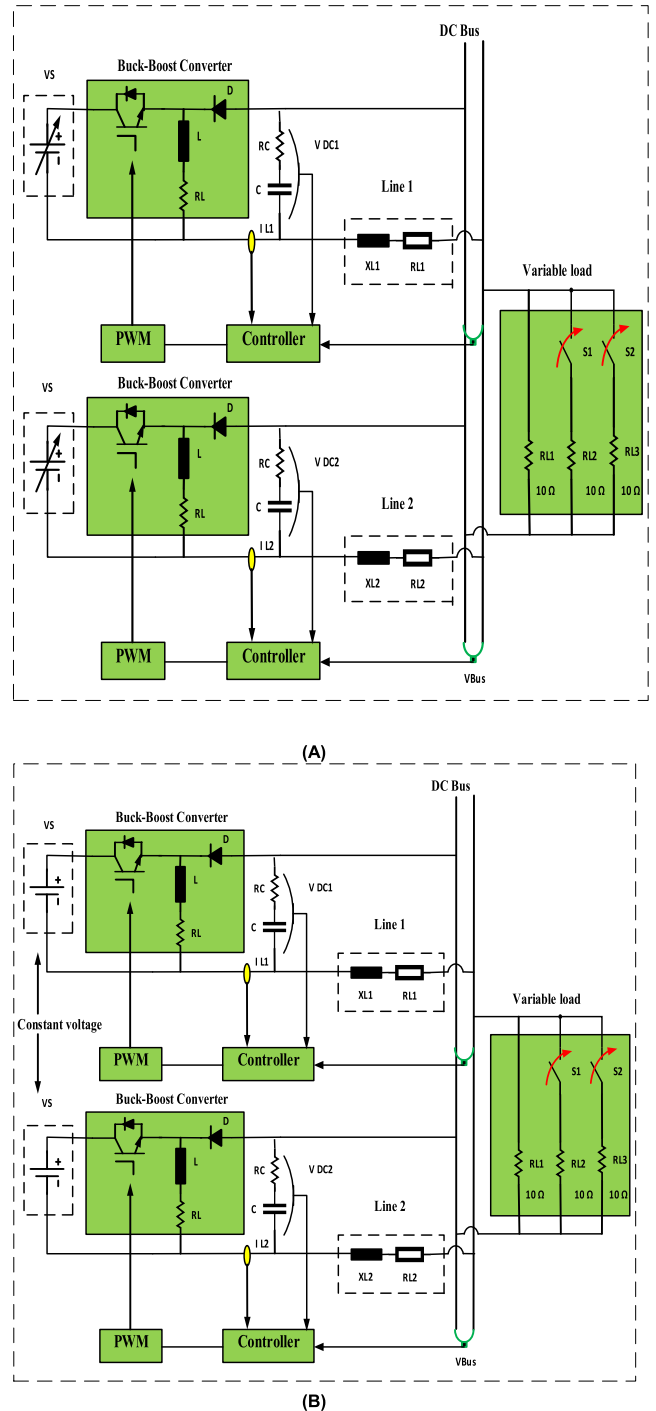 DC Bus
VS
Buck-Boost Converter
D
+
-
L
RC
V DC1
C
RL
Line 1
I L1
XL1
RL1
Variable load
PWM
Controller
S1
S2
VS
Buck-Boost Converter
D
+
-
L
RC
V DC2
C
RL
RL1
RL2
RL3
10 Ω
10 Ω
10 Ω
Line 2
I L2
XL2
RL2
PWM
Controller
VBus
(A)
DC Bus
VS
Buck-Boost Converter
D
+
-
L
RC
V DC1
C
RL
Line 1
I L1
XL1
RL1
Variable load
Constant voltage
PWM
Controller
S1
S2
VS
Buck-Boost Converter
D
+
-
L
RC
V DC2
C
RL
RL1
RL2
RL3
10 Ω
10 Ω
10 Ω
Line 2
I L2
XL2
RL2
PWM
Controller
VBus
(B)